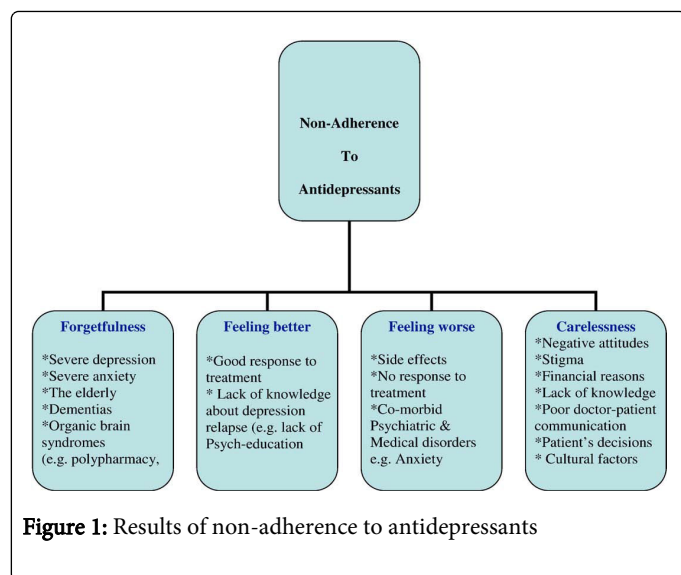 Non-Adherence
To
Antidepressants
Forgetfulness
*Severe depression
*Severe anxiety
*The elderly
*Dementias
*Organic brain
syndromes
(e.g. polypharmacy,
Feeling better
*Good response to
treatment
* Lack of knowledge
about depression
relapse (e.g. lack of
Psych-education
Feeling worse
*Side effects
*No response to
treatment
*Co-morbid
Psychiatric &
Medical disorders
e.g. Anxiety
Carelessness
*Negative attitudes
*Stigma
*Financial reasons
*Lack of knowledge
*Poor doctor-patient
communication
*Patient's decisions
* Cultural factors
Figure 1: Results of non-adherence to antidepressants